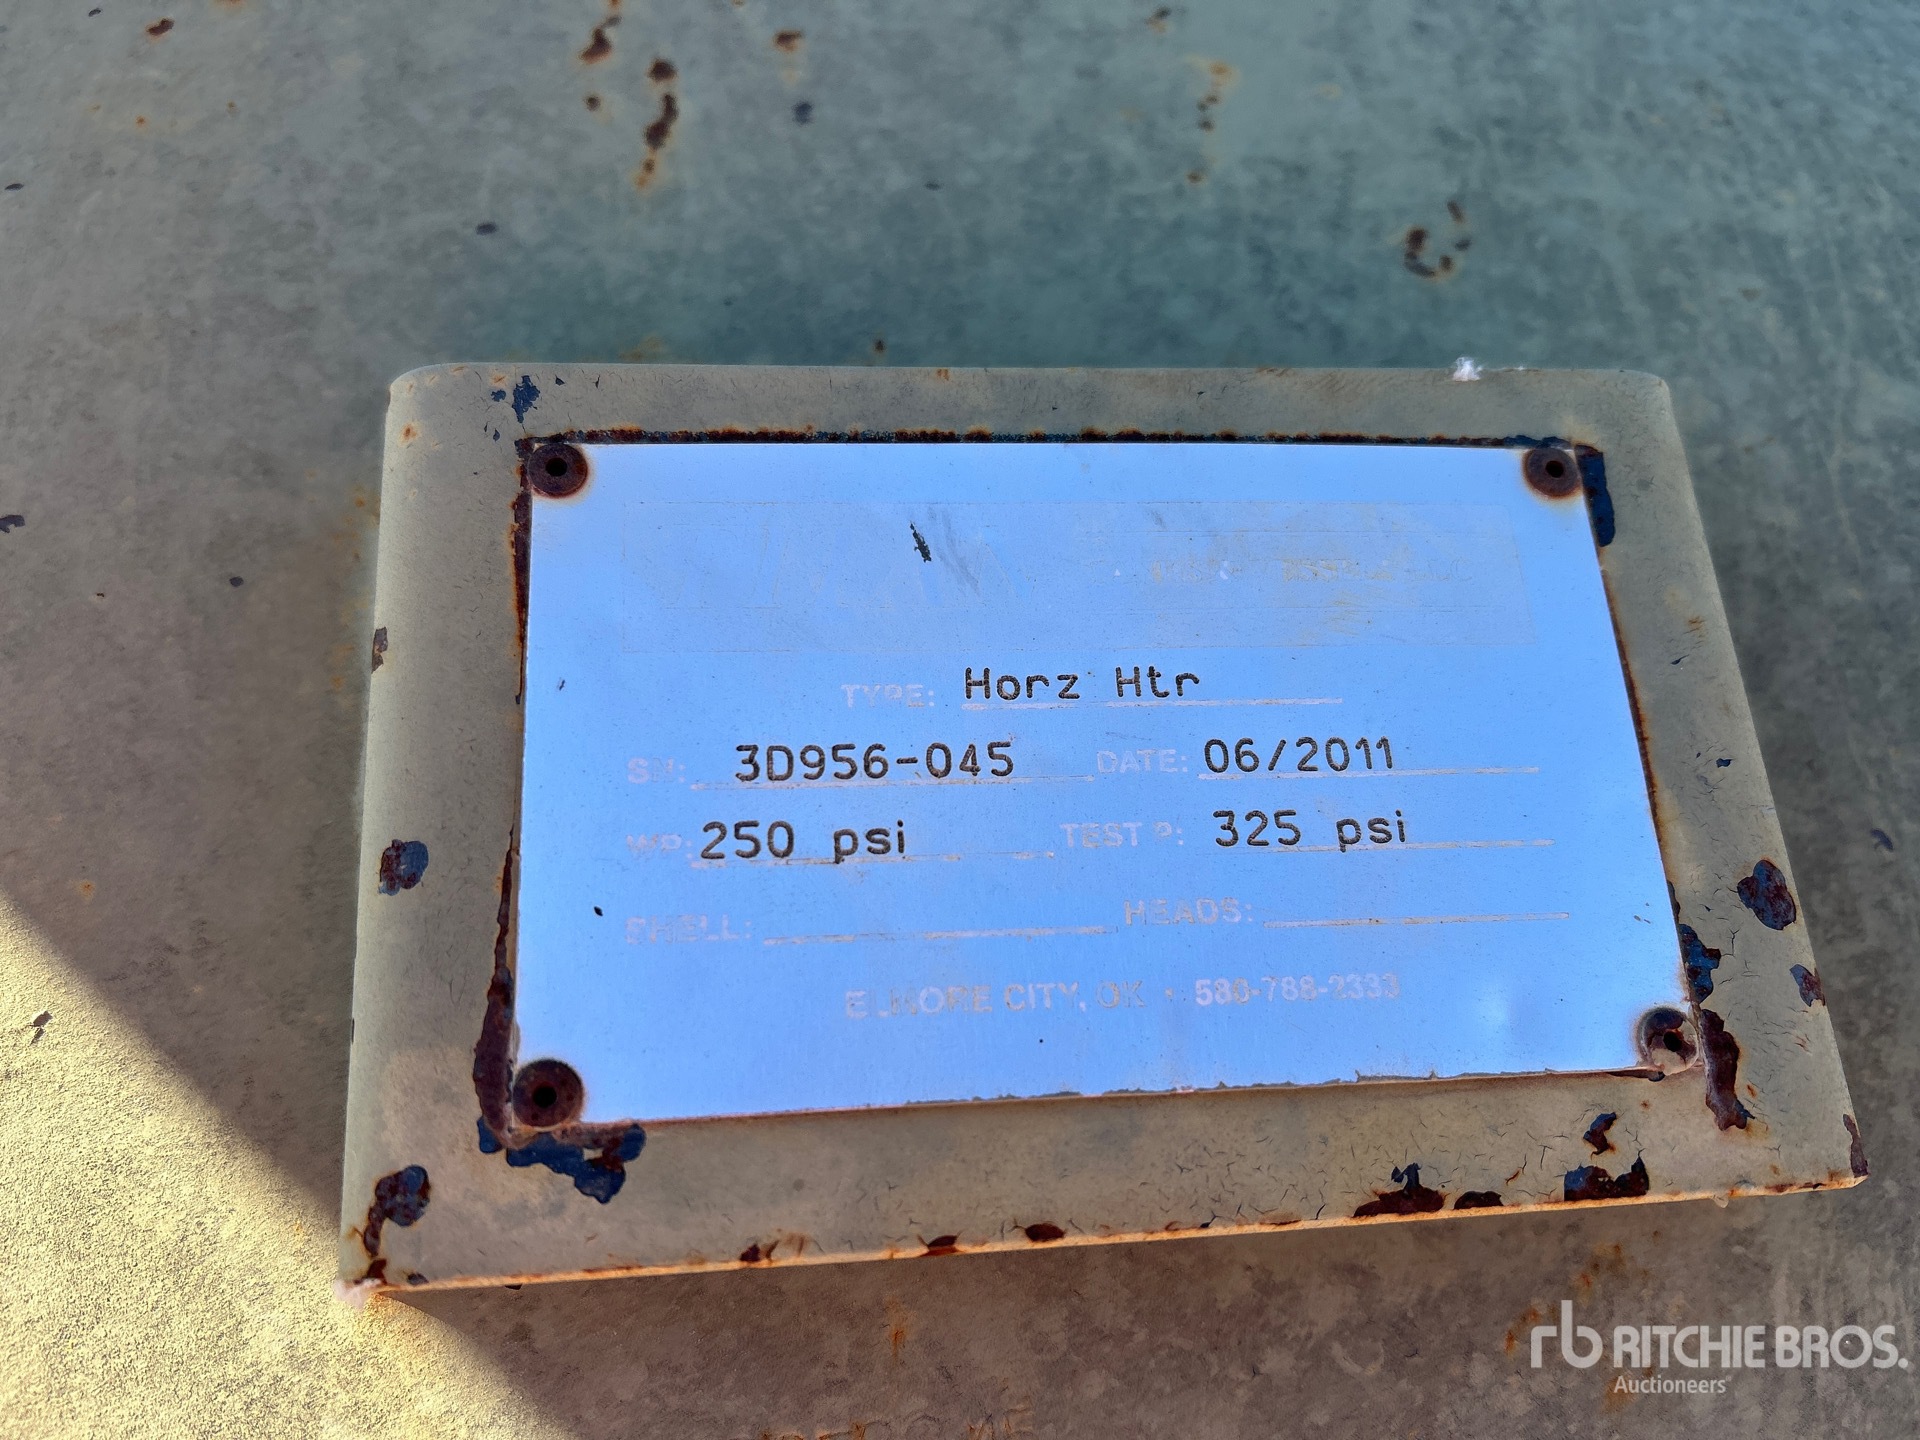 TYPE: Horz Htr
SN: 3D956-045 DATE: 06/2011
WP: 250 psi TEST P: 325 psi
SHELL: HEADS:
ELMORE CITY, OK • 580-788-2333
rb RITCHIE BROS.
Auctioneers